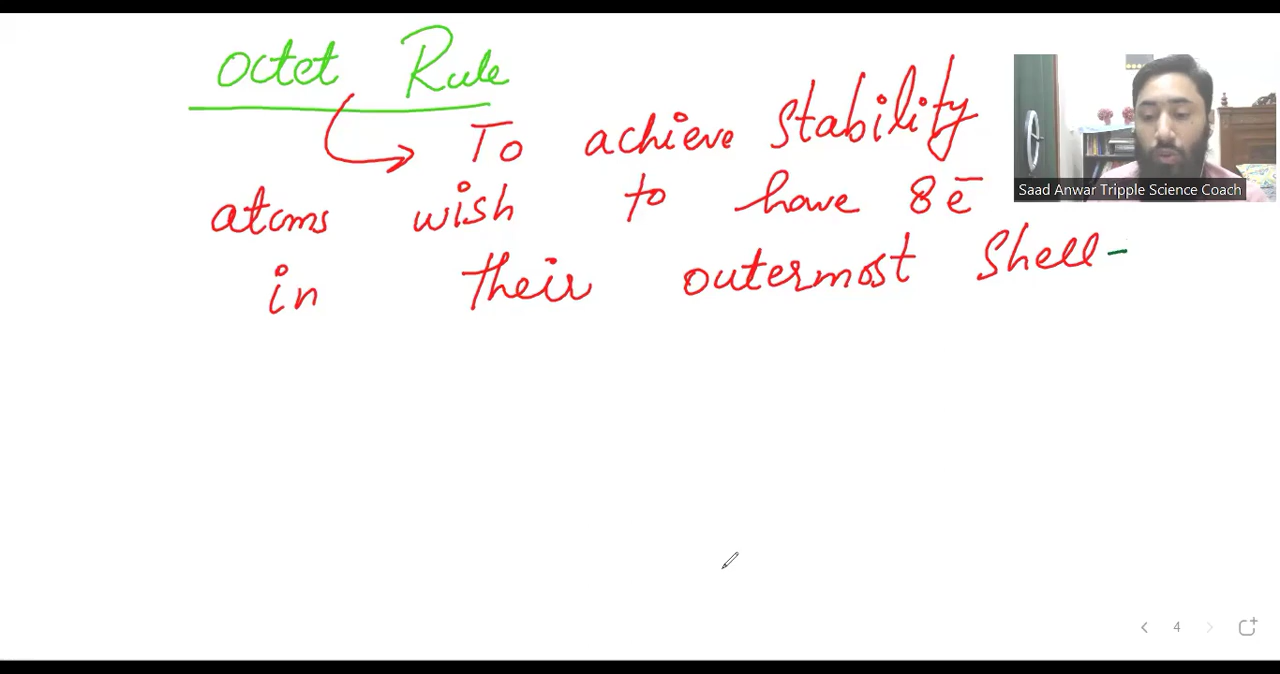 octet Rule
To achieve Stability
atoms wish to have 8 ē
in their outermost Shell-
Saad Anwar Tripple Science Coach
4